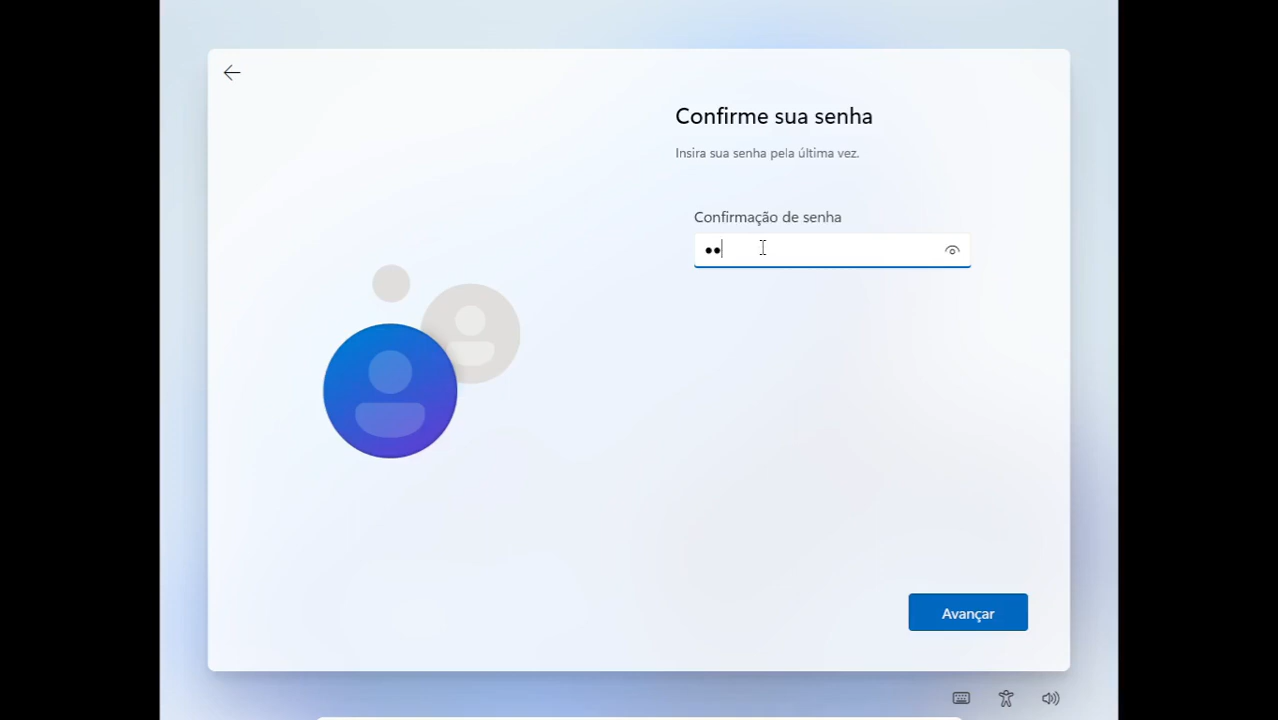 Confirme sua senha
Insira sua senha pela última vez.
Confirmação de senha
Avançar